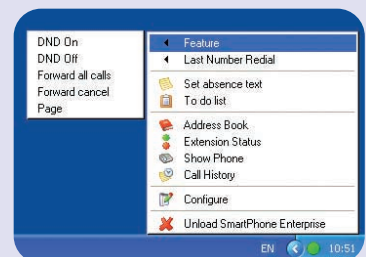 DND On
DND Off
Forward all calls
Forward cancel
Page
Feature
Last Number Redial
Set absence text
To do list
Address Book
Extension Status
Show Phone
Call History
Configure
Unload SmartPhone Enterprise
EN 10:51